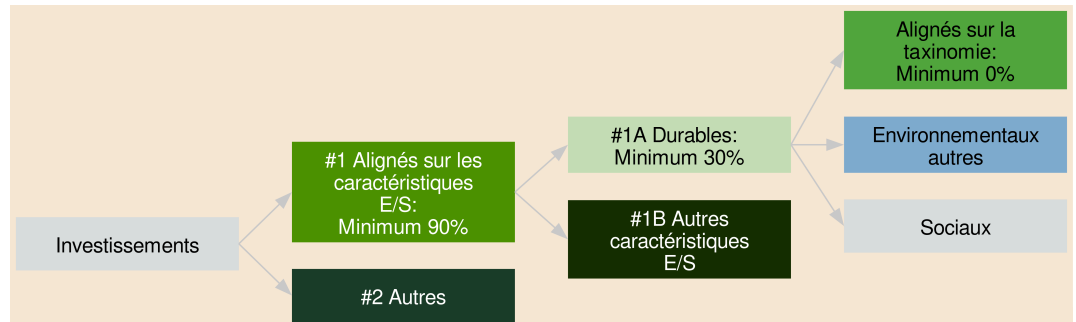 Investissements
#1 Alignés sur les
caractéristiques
E/S:
Minimum 90%
#2 Autres
#1A Durables:
Minimum 30%
#1B Autres
caractéristiques
E/S
Alignés sur la
taxinomie:
Minimum 0%
Environnementaux
autres
Sociaux